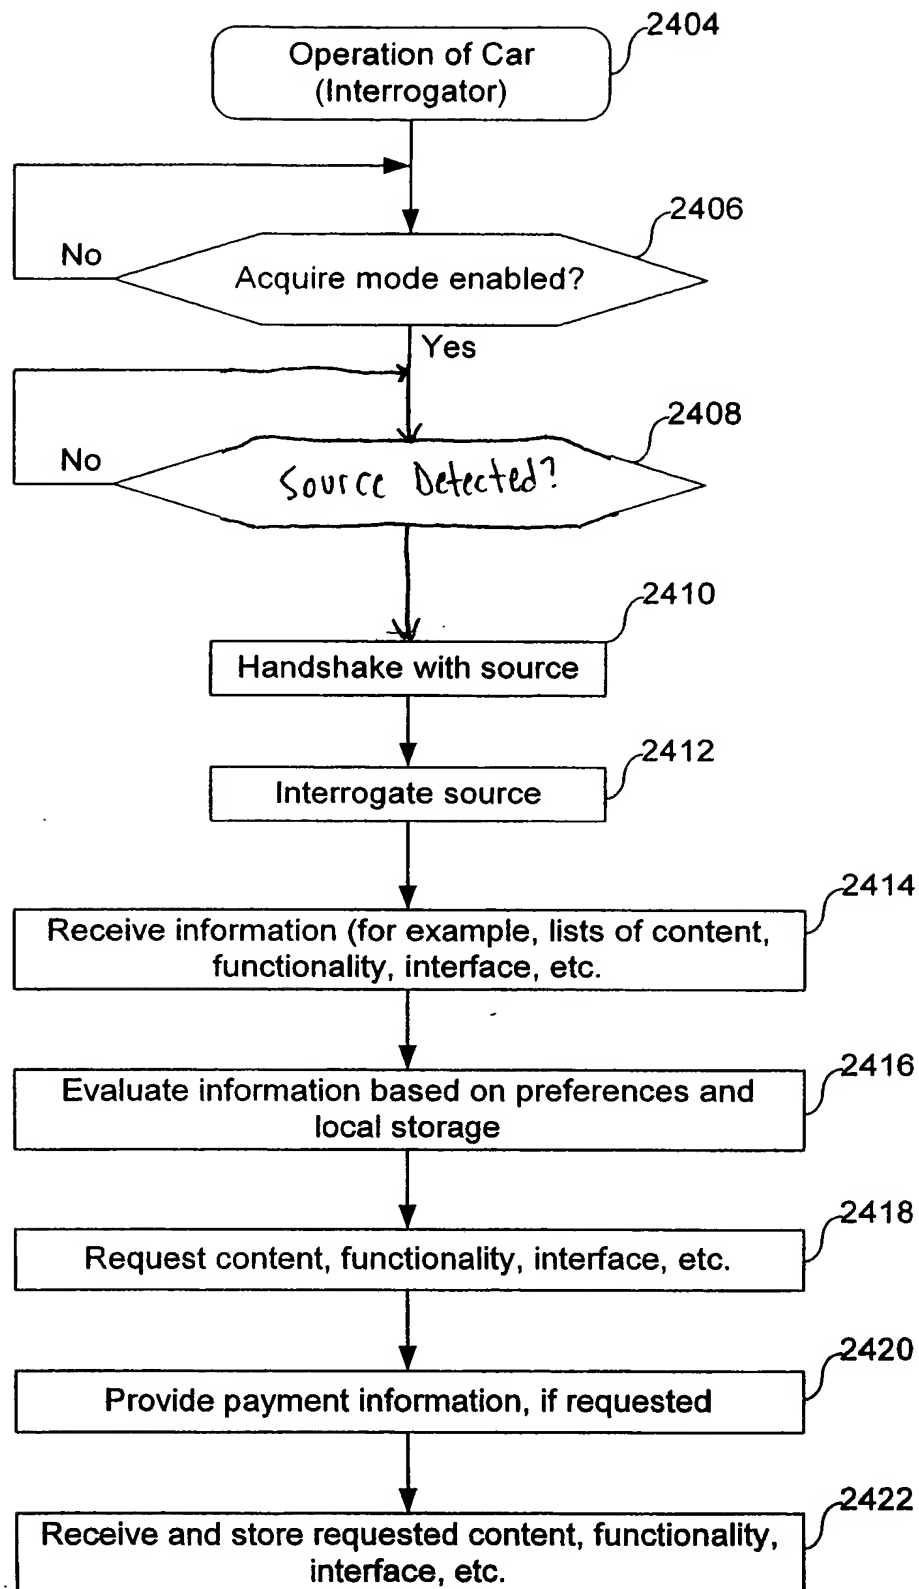 2404
Operation of Car
(Interrogator)
2406
No
Acquire mode enabled?
Yes
2408
No
Source Detected?
2410
Handshake with source
2412
Interrogate source
2414
Receive information (for example, lists of content,
functionality, interface, etc.
2416
Evaluate information based on preferences and
local storage
2418
Request content, functionality, interface, etc.
2420
Provide payment information, if requested
2422
Receive and store requested content, functionality,
interface, etc.